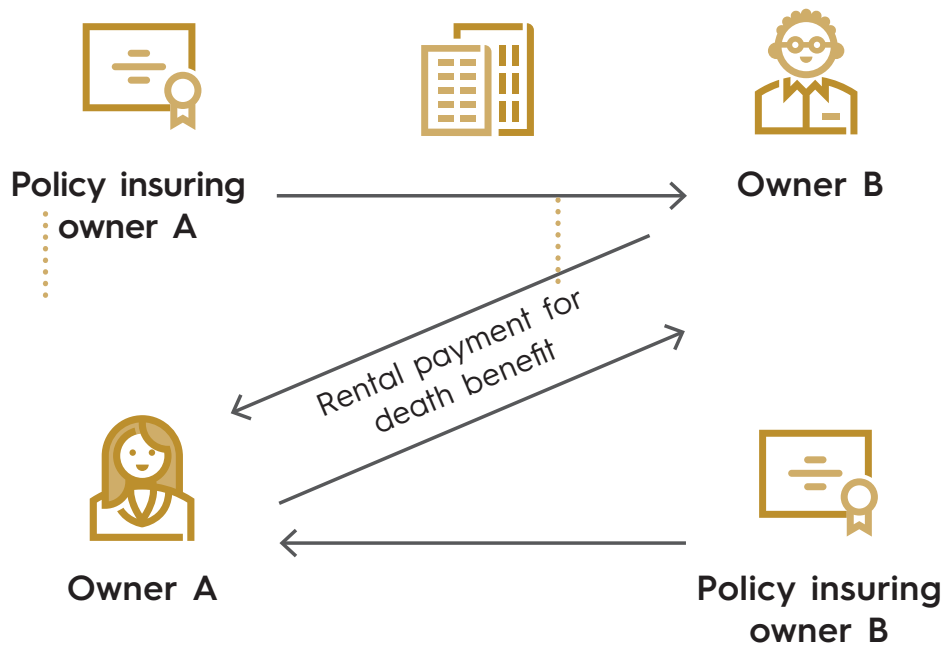 Policy insuring
owner A
Owner B
Rental payment for
death benefit
Owner A
Policy insuring
owner B